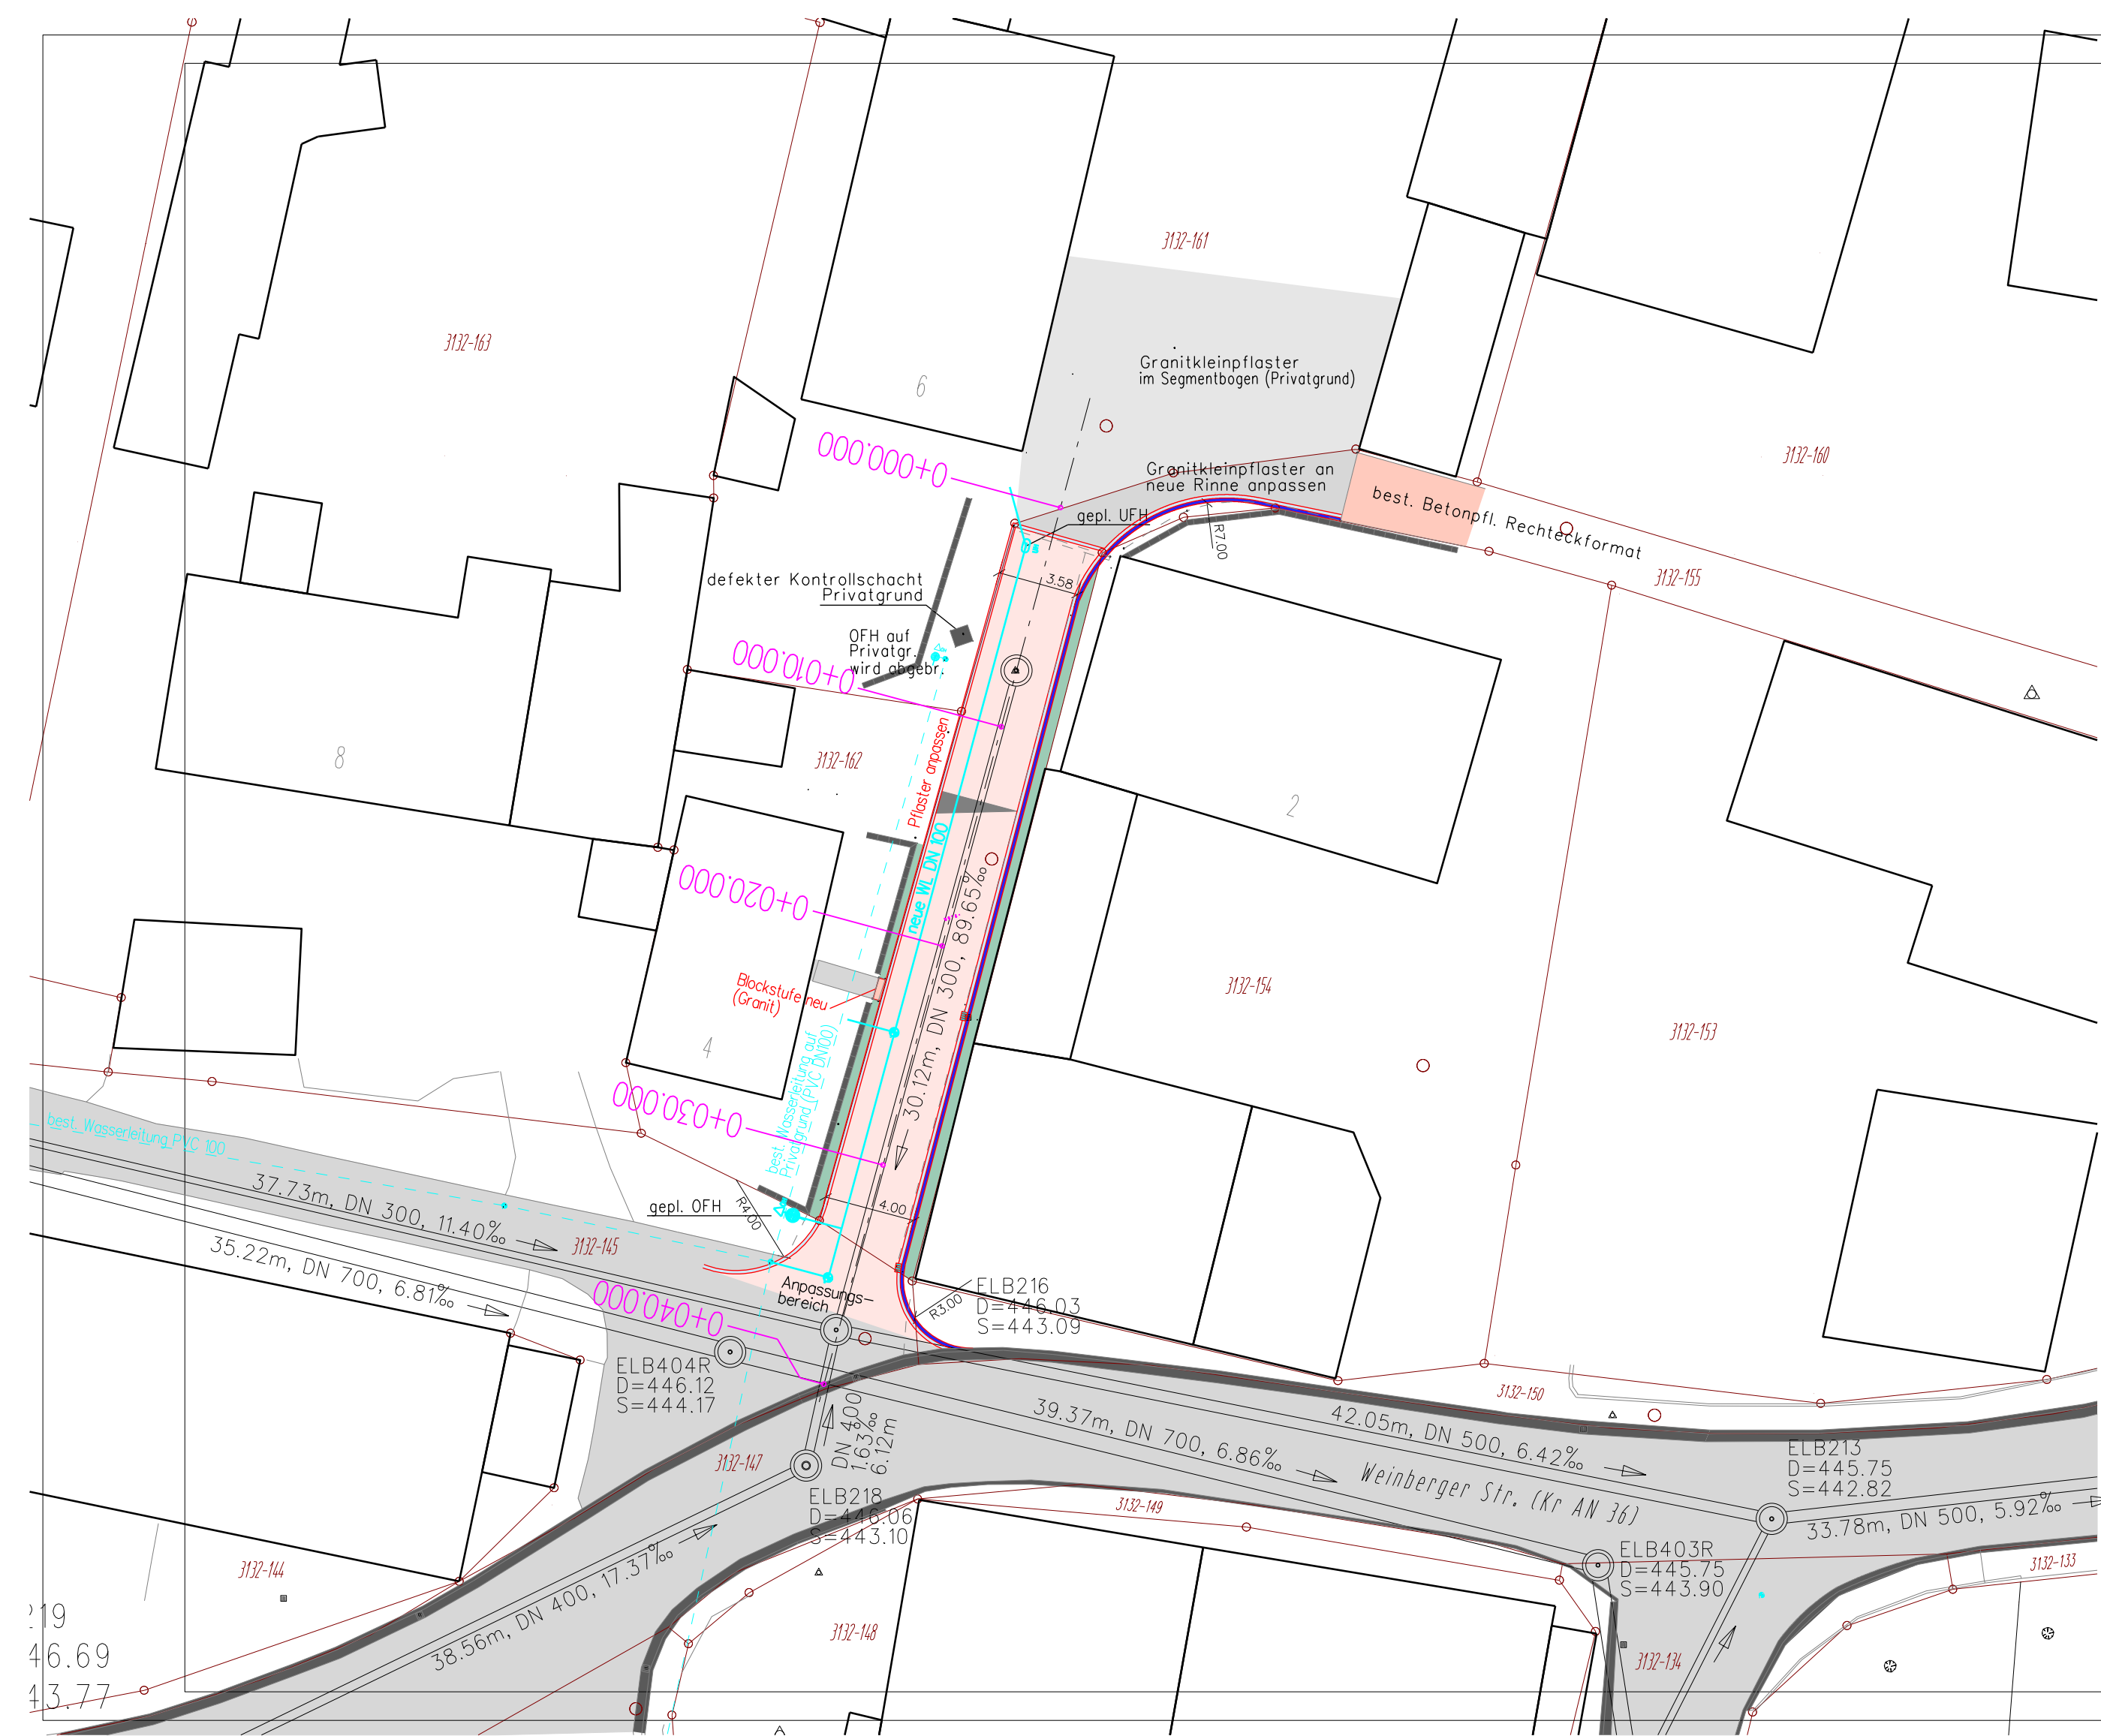 3132-161
3132-163
Granitkleinpflaster
im Segmentbogen (Privatgrund)
6
0+000.000
3132-160
Granitkleinpflaster an
neue Rinne anpassen
best. Betonpfl. Rechteckformat
gepl. UFH
R7.00
3132-155
3.58
defekter Kontrollschacht
Privatgrund
OFH auf
Privatgr.
wird abgebr.
0+010.000
8
3132-162
Pflaster anpassen
2
neue WL DN 100
0+020.000
30.12m, DN 300, 89.65‰
Blockstufe neu
(Granit)
3132-154
3132-153
4
best. Wasserleitung auf
Privatgrund (PVC DN100)
0+030.000
best. Wasserleitung PVC 100
37.73m, DN 300, 11.40‰
3132-145
35.22m, DN 700, 6.81‰
gepl. OFH
R4.00
4.00
Anpassungs-
bereich
0+040.000
R3.00
ELB216
D=446.03
S=443.09
ELB404R
D=446.12
S=444.17
DN 400
1.63‰
6.12m
39.37m, DN 700, 6.86‰
42.05m, DN 500, 6.42‰
3132-150
Weinberger Str. (Kr AN 36)
ELB213
D=445.75
S=442.82
3132-147
ELB218
D=446.06
S=443.10
3132-149
33.78m, DN 500, 5.92‰
ELB403R
D=445.75
S=443.90
3132-133
3132-144
38.56m, DN 400, 17.37‰
3132-148
3132-134
219
46.69
43.77